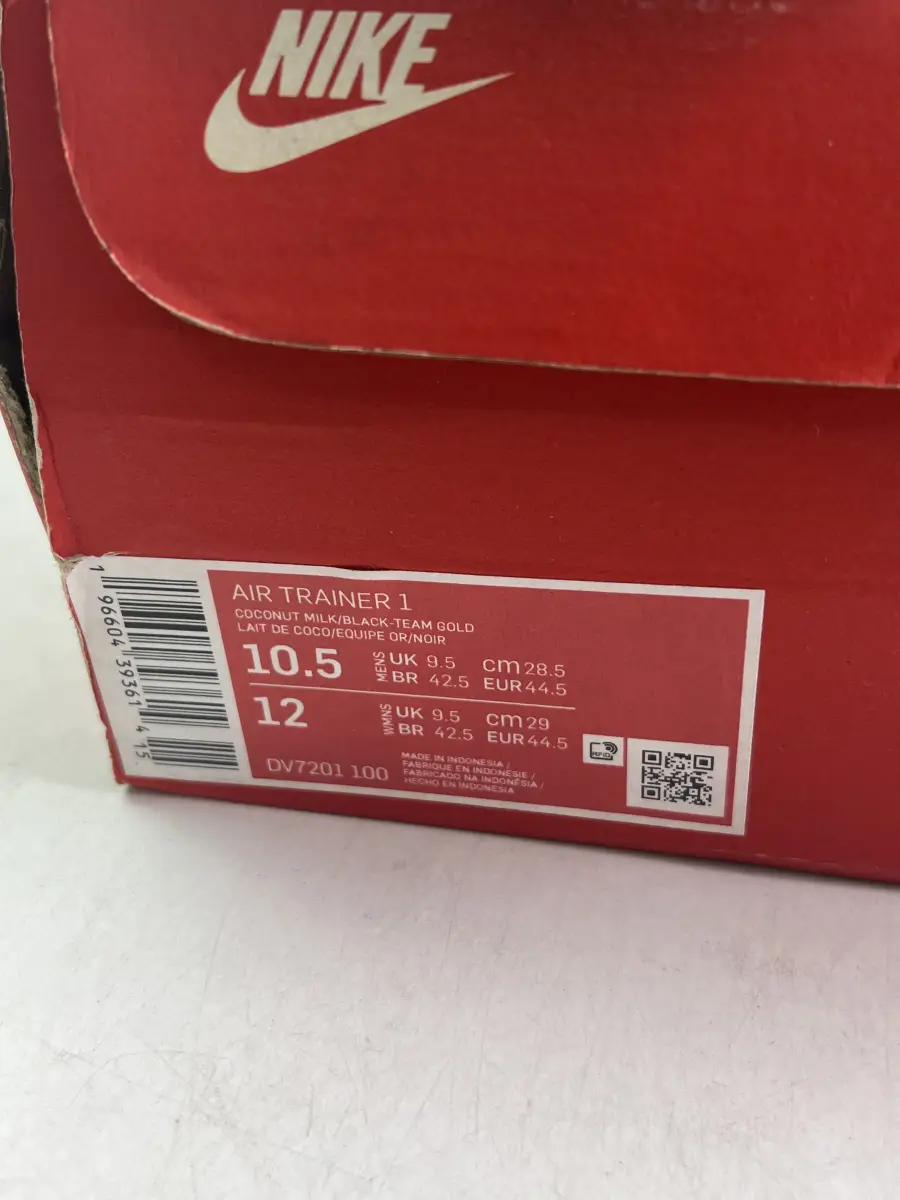 NIKE
AIR TRAINER 1
COCONUT MILK/BLACK-TEAM GOLD
LAIT DE COCO/EQUIPE OR/NOIR
10.5 MENS UK 9.5 cm 28.5
BR 42.5 EUR 44.5
12 WMNS UK 9.5 cm 29
BR 42.5 EUR 44.5
DV7201 100
MADE IN INDONESIA /
FABRIQUE EN INDONESIE /
FABRICADO NA INDONÉSIA /
HECHO EN INDONESIA
RFID
1 96604 39361 4 15